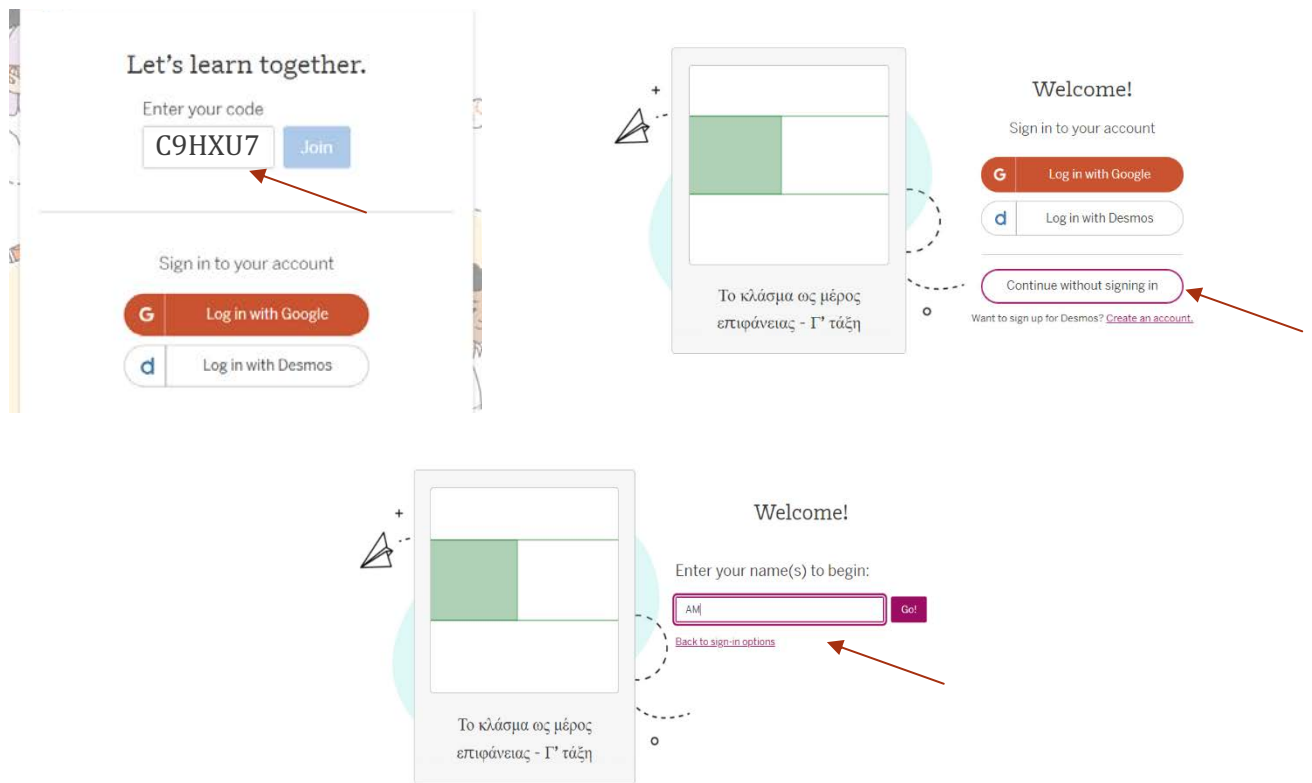 Let's learn together.
Enter your code
C9HXU7 Join
Sign in to your account
G Log in with Google
d Log in with Desmos
Το κλάσμα ως μέρος
επιφάνειας - Γ' τάξη
Welcome!
Sign in to your account
G Log in with Google
d Log in with Desmos
Continue without signing in
Want to sign up for Desmos? Create an account.
Το κλάσμα ως μέρος
επιφάνειας - Γ' τάξη
Welcome!
Enter your name(s) to begin:
AM Go!
Back to sign-in options